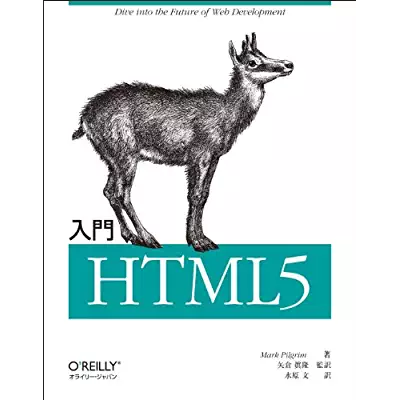 Dive into the Future of Web Development
入門
HTML5
O'REILLY®
オライリー・ジャパン
Mark Pilgrim 著
矢倉 眞隆 監訳
水原 文 訳